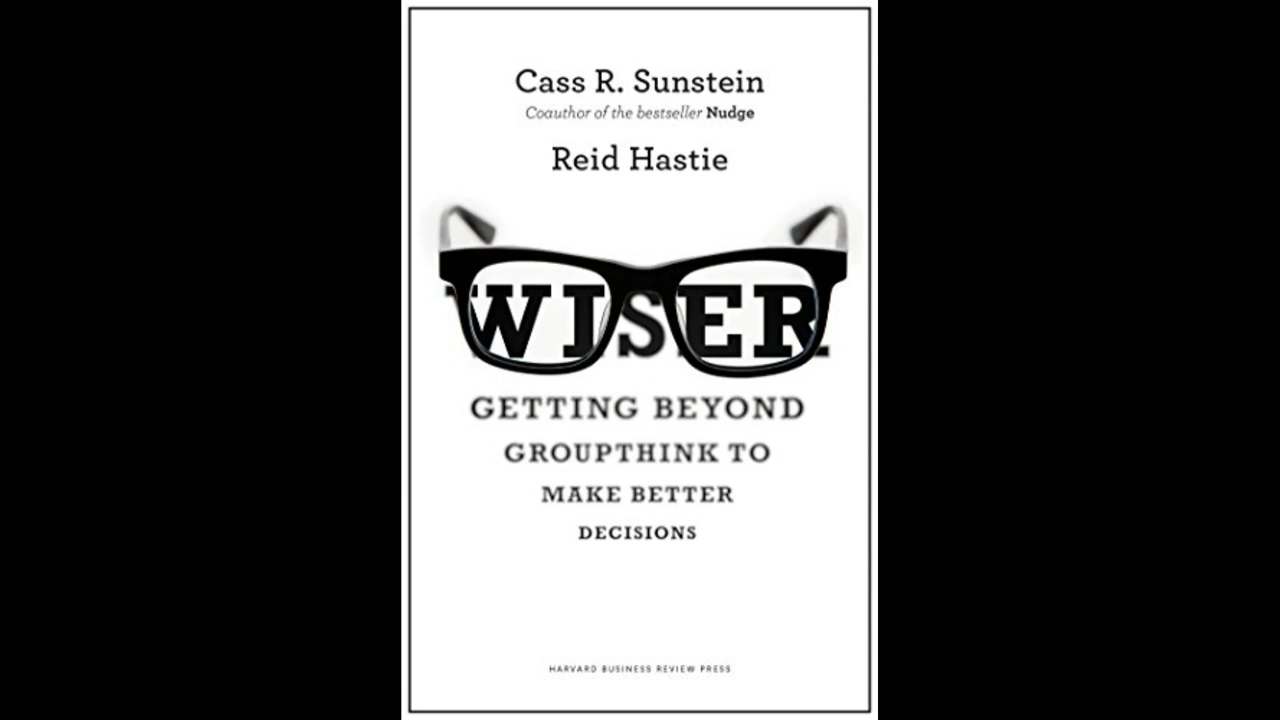 Cass R. Sunstein
Coauthor of the bestseller Nudge
Reid Hastie
WISER
GETTING BEYOND
GROUPTHINK TO
MAKE BETTER
DECISIONS
HARVARD BUSINESS REVIEW PRESS